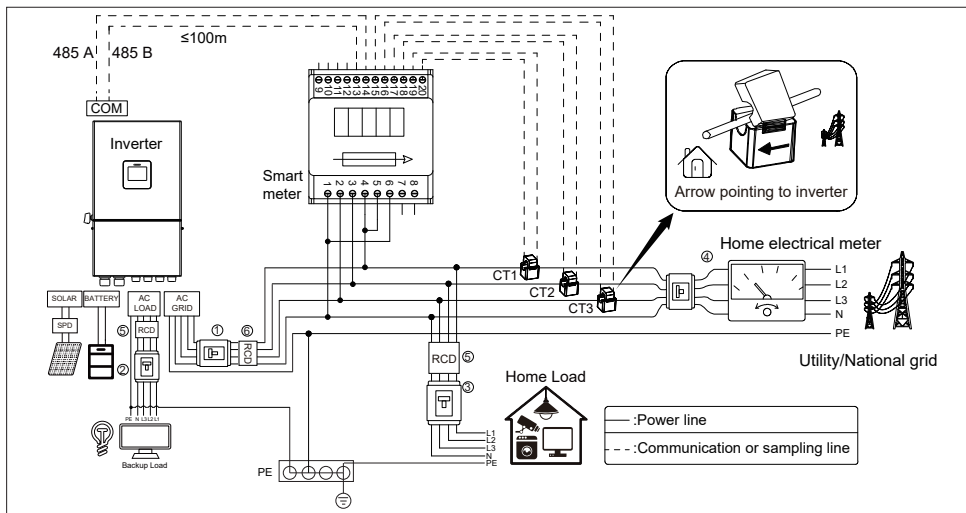 ≤100m
485 A
485 B
COM
Inverter
9 10 11 12 13 14 15 16 17 18 19 20
Smart
meter
1 2 3 4 5 6 7 8
Arrow pointing to inverter
CT1
CT2
CT3
④
Home electrical meter
L1
L2
L3
N
PE
Utility/National grid
SOLAR
BATTERY
AC
LOAD
AC
GRID
SPD
⑤
RCD
②
①
⑥
RCD
RCD
⑤
③
Home Load
L1
L2
L3
N
PE
PE N L3 L2 L1
Backup Load
PE
:Power line
:Communication or sampling line